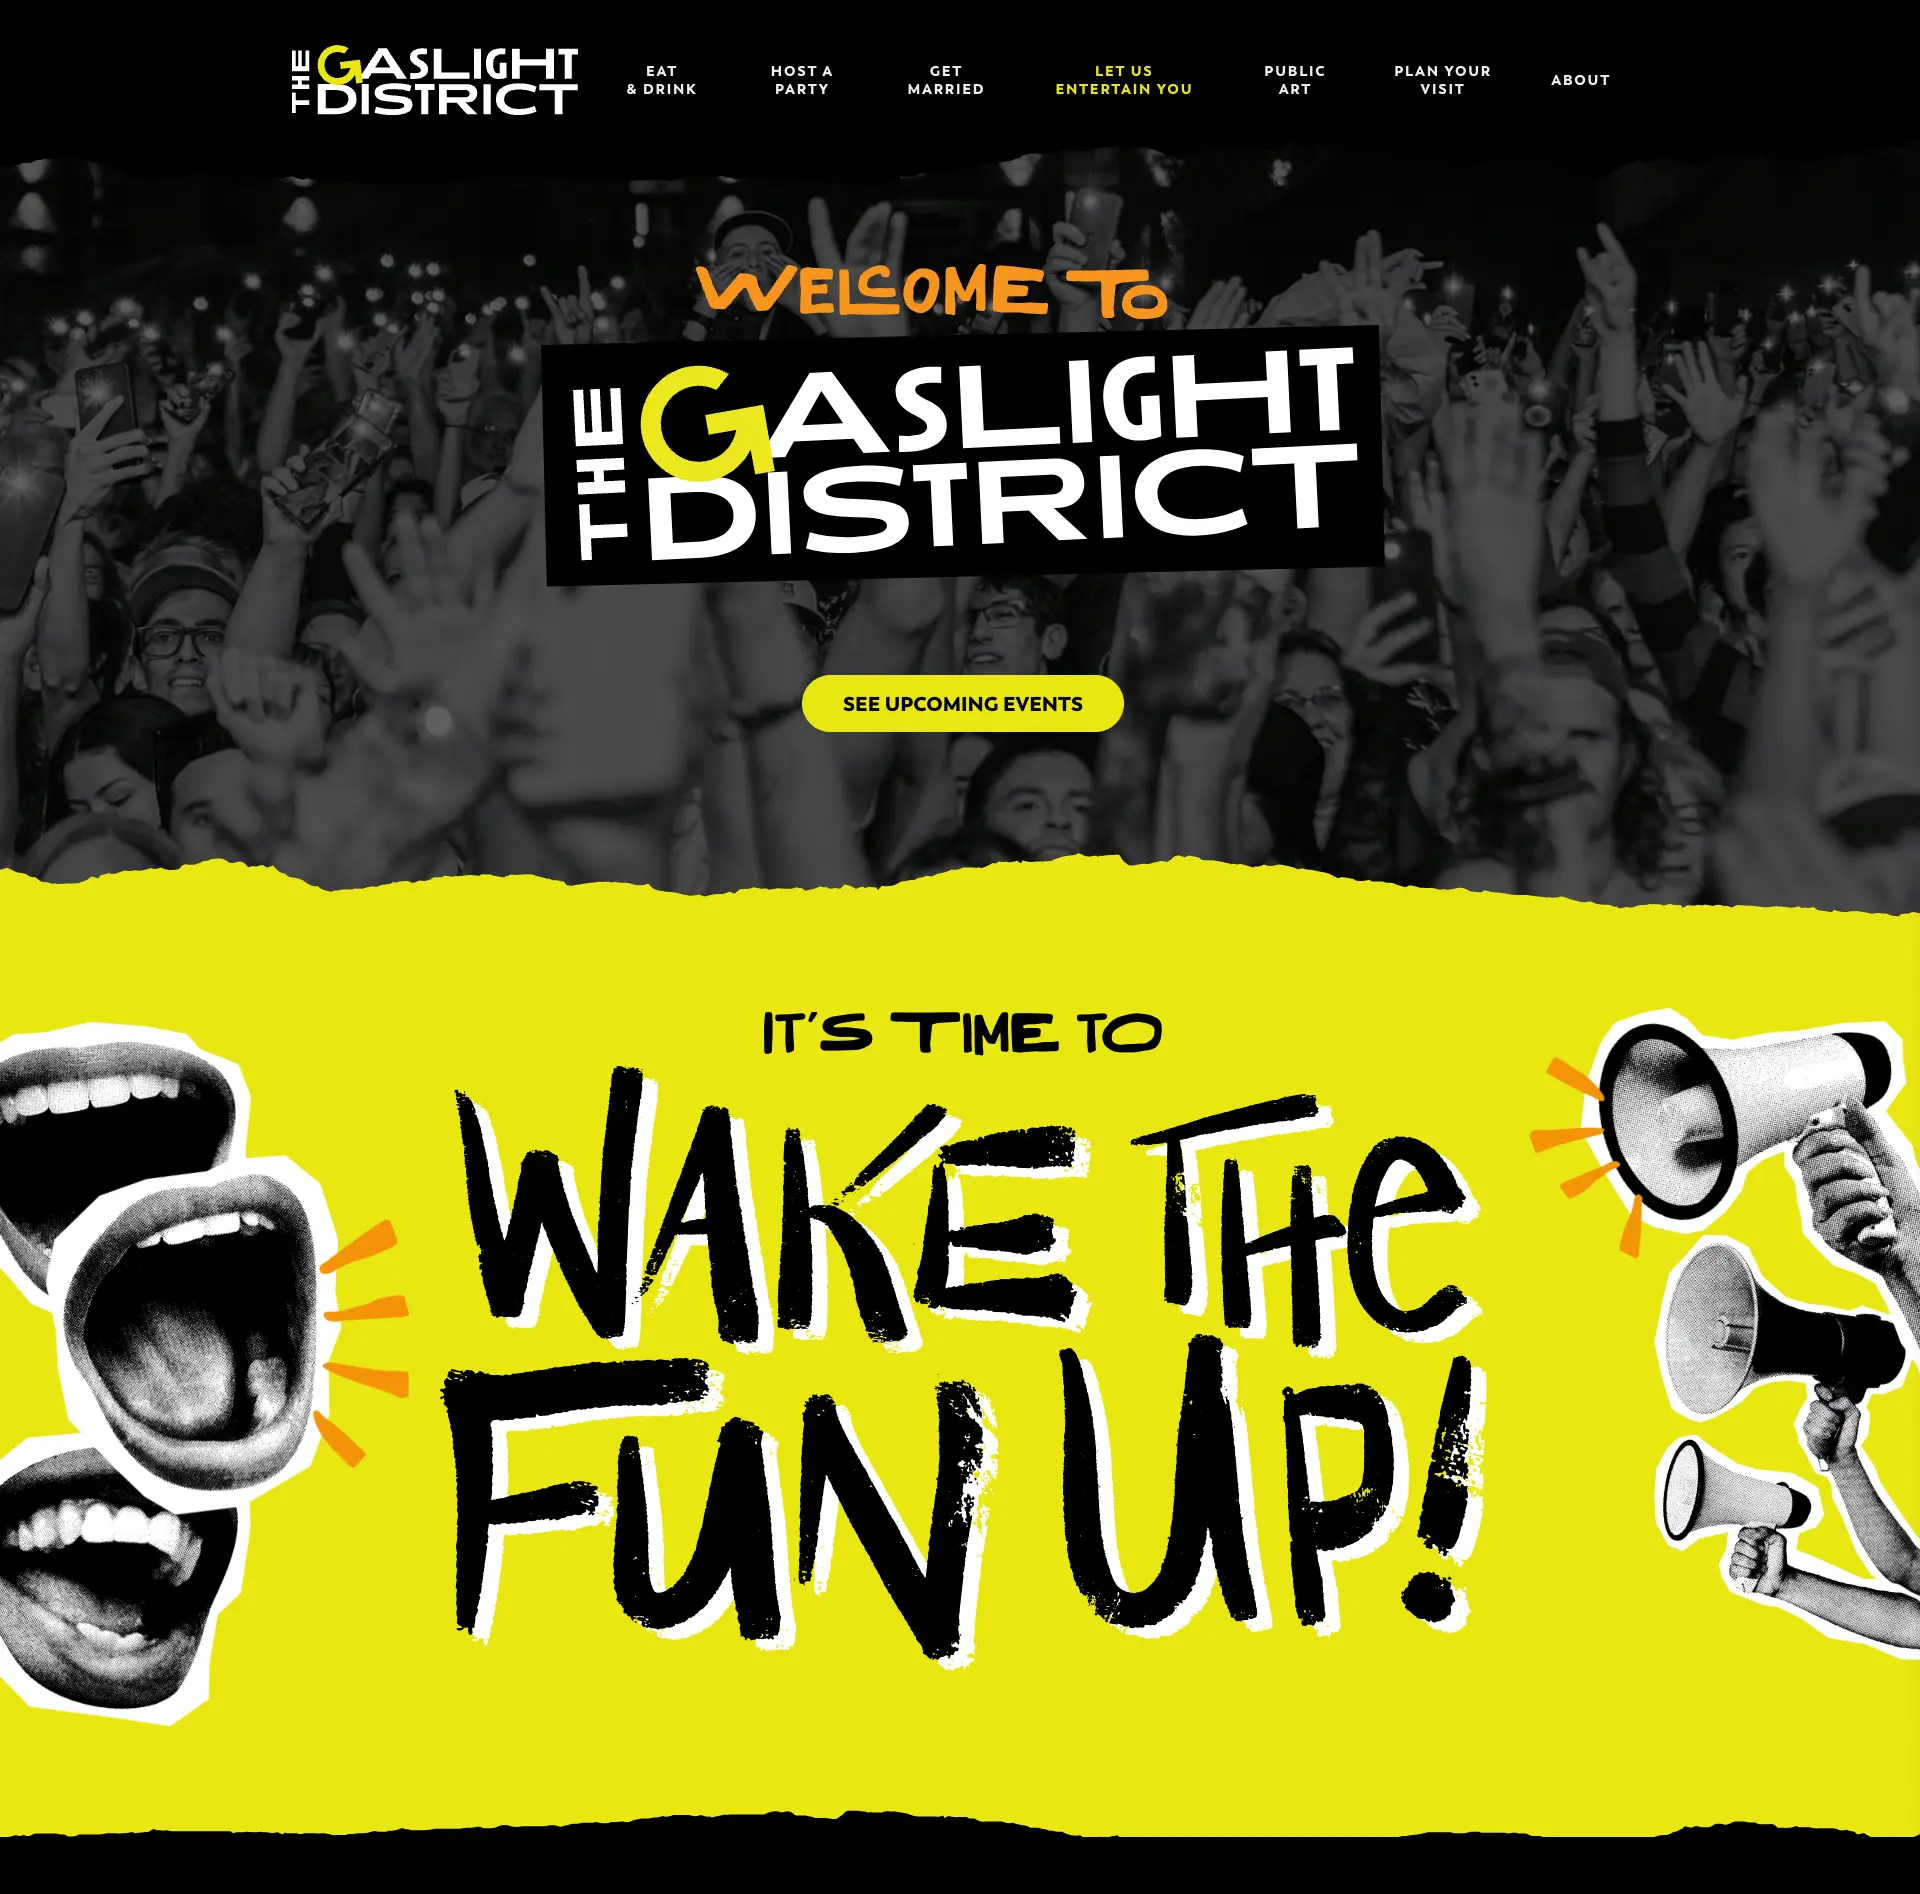 THE GASLIGHT
DISTRICT
EAT
& DRINK
HOST A
PARTY
GET
MARRIED
LET US
ENTERTAIN YOU
PUBLIC
ART
PLAN YOUR
VISIT
ABOUT
WELCOME TO
THE GASLIGHT
DISTRICT
SEE UPCOMING EVENTS
IT'S TIME TO
WAKE THE
FUN UP!